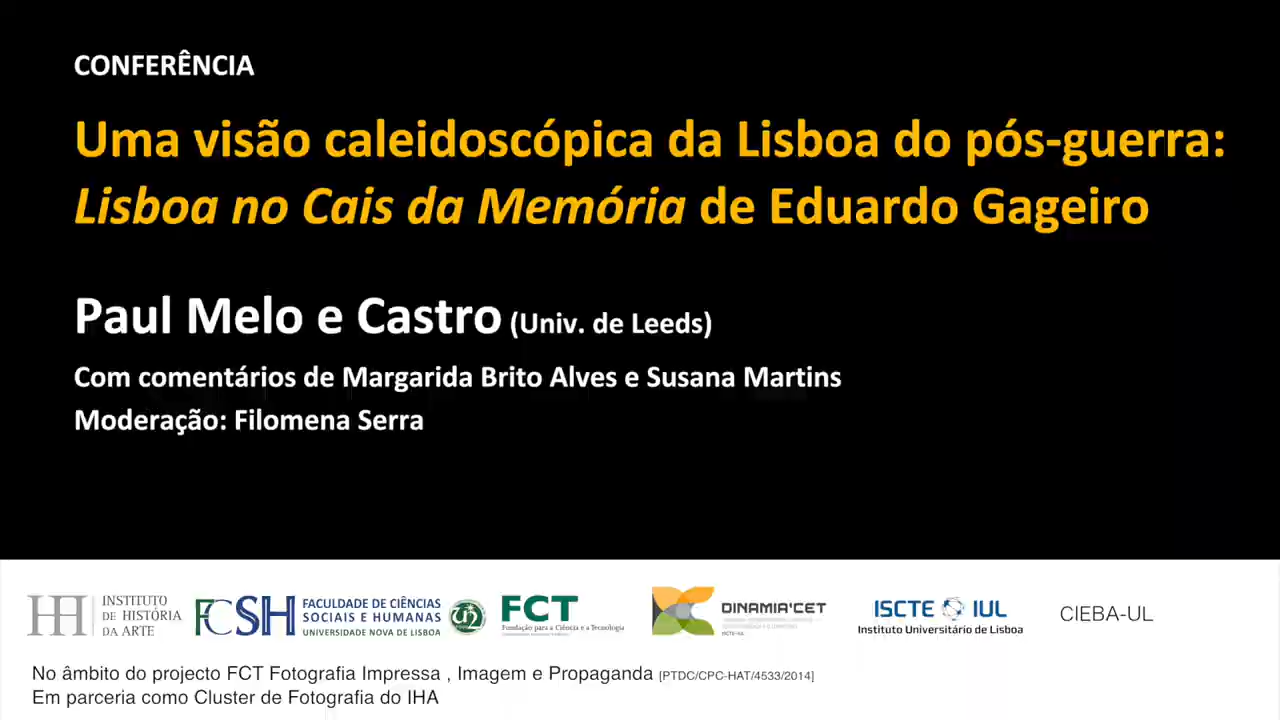 CONFERÊNCIA
Uma visão caleidoscópica da Lisboa do pós-guerra:
Lisboa no Cais da Memória de Eduardo Gageiro
Paul Melo e Castro (Univ. de Leeds)
Com comentários de Margarida Brito Alves e Susana Martins
Moderação: Filomena Serra
INSTITUTO
DE HISTÓRIA
DA ARTE
FCSH
FACULDADE DE CIÊNCIAS
SOCIAIS E HUMANAS
UNIVERSIDADE NOVA DE LISBOA
FCT
Fundação para a Ciência e a Tecnologia
DINAMIA'CET
ISCTE IUL
Instituto Universitário de Lisboa
CIEBA-UL
No âmbito do projecto FCT Fotografia Impressa , Imagem e Propaganda [PTDC/CPC-HAT/4533/2014]
Em parceria como Cluster de Fotografia do IHA